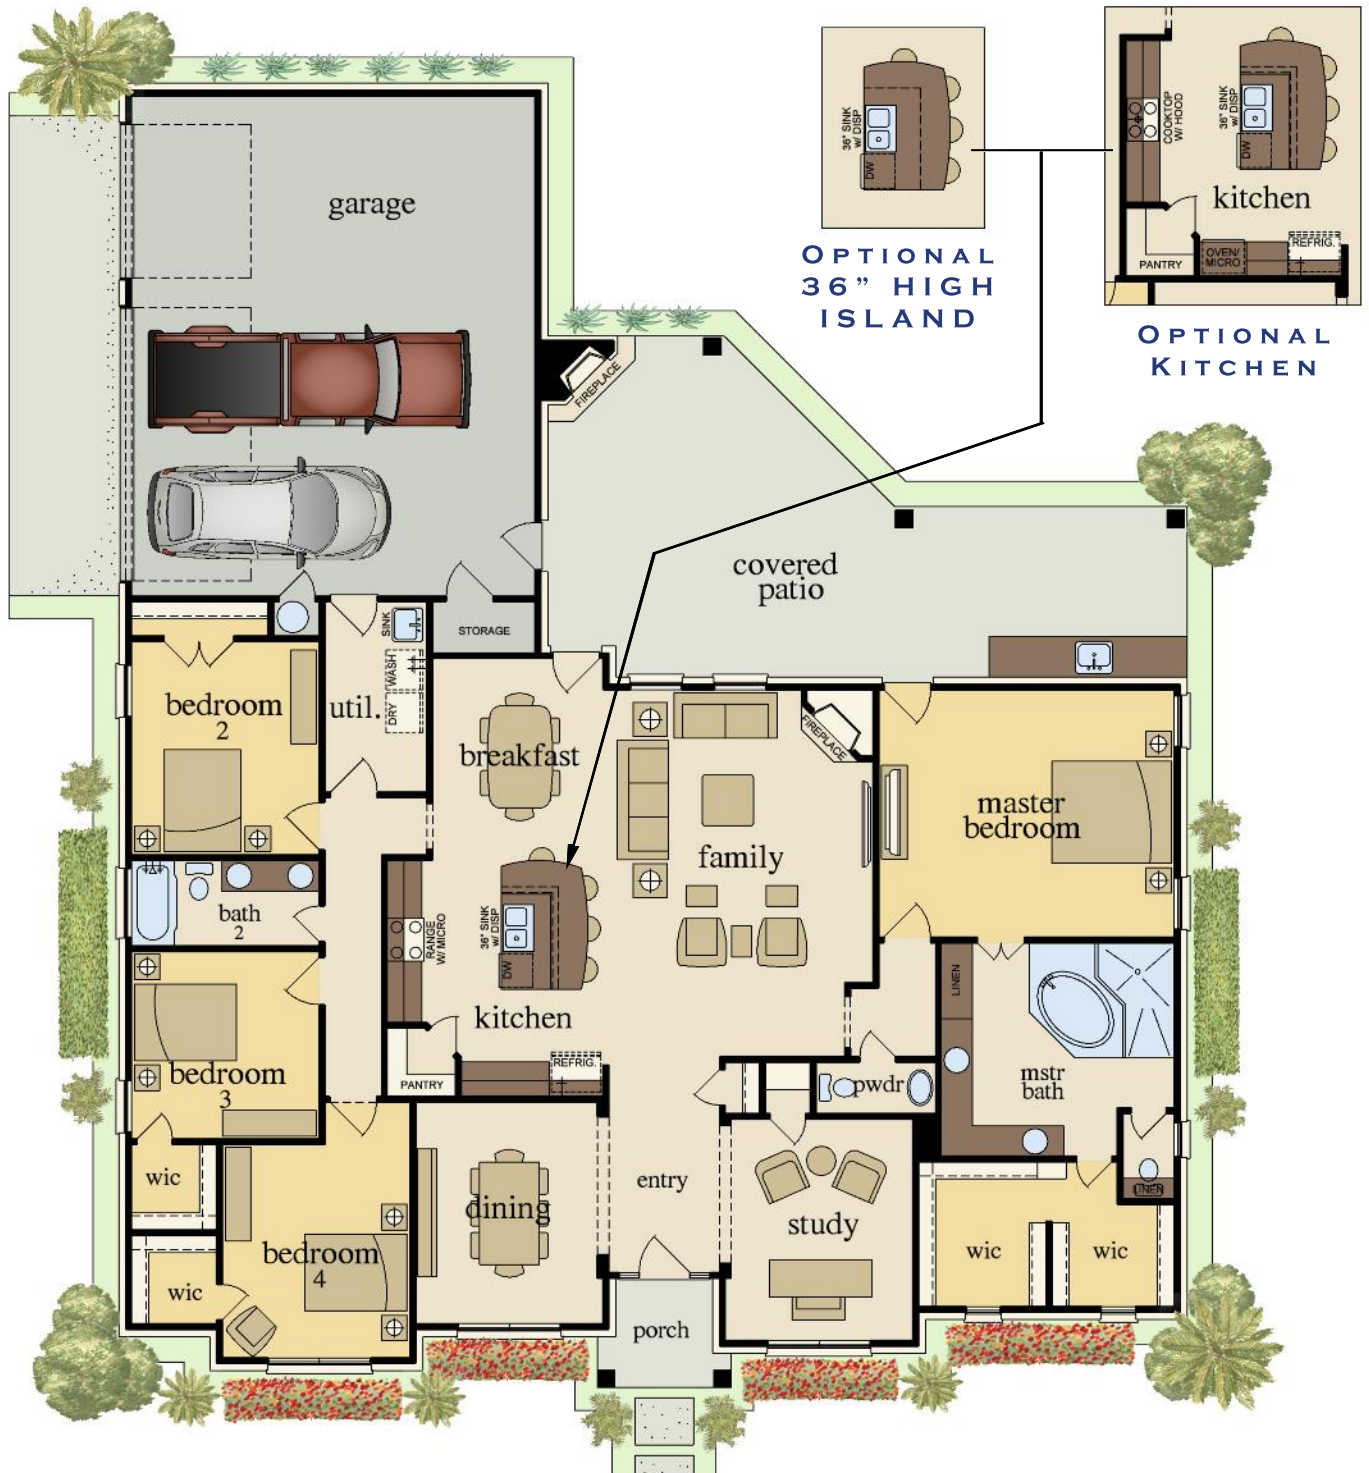 OPTIONAL
36” HIGH
ISLAND
36" SINK
W/ DISP
DW
COOKTOP
W/ HOOD
36" SINK
W/ DISP
DW
kitchen
PANTRY
OVEN/
MICRO
REFRIG.
OPTIONAL
KITCHEN
garage
FIREPLACE
covered
patio
STORAGE
SINK
WASH
DRY
util.
bedroom
2
breakfast
FIREPLACE
family
master
bedroom
bath
2
RANGE
W/ MICRO
36" SINK
W/ DISP
DW
kitchen
PANTRY
REFRIG.
LINEN
mstr
bath
pwdr
LINEN
bedroom
3
wic
wic
bedroom
4
dining
entry
study
wic
wic
porch